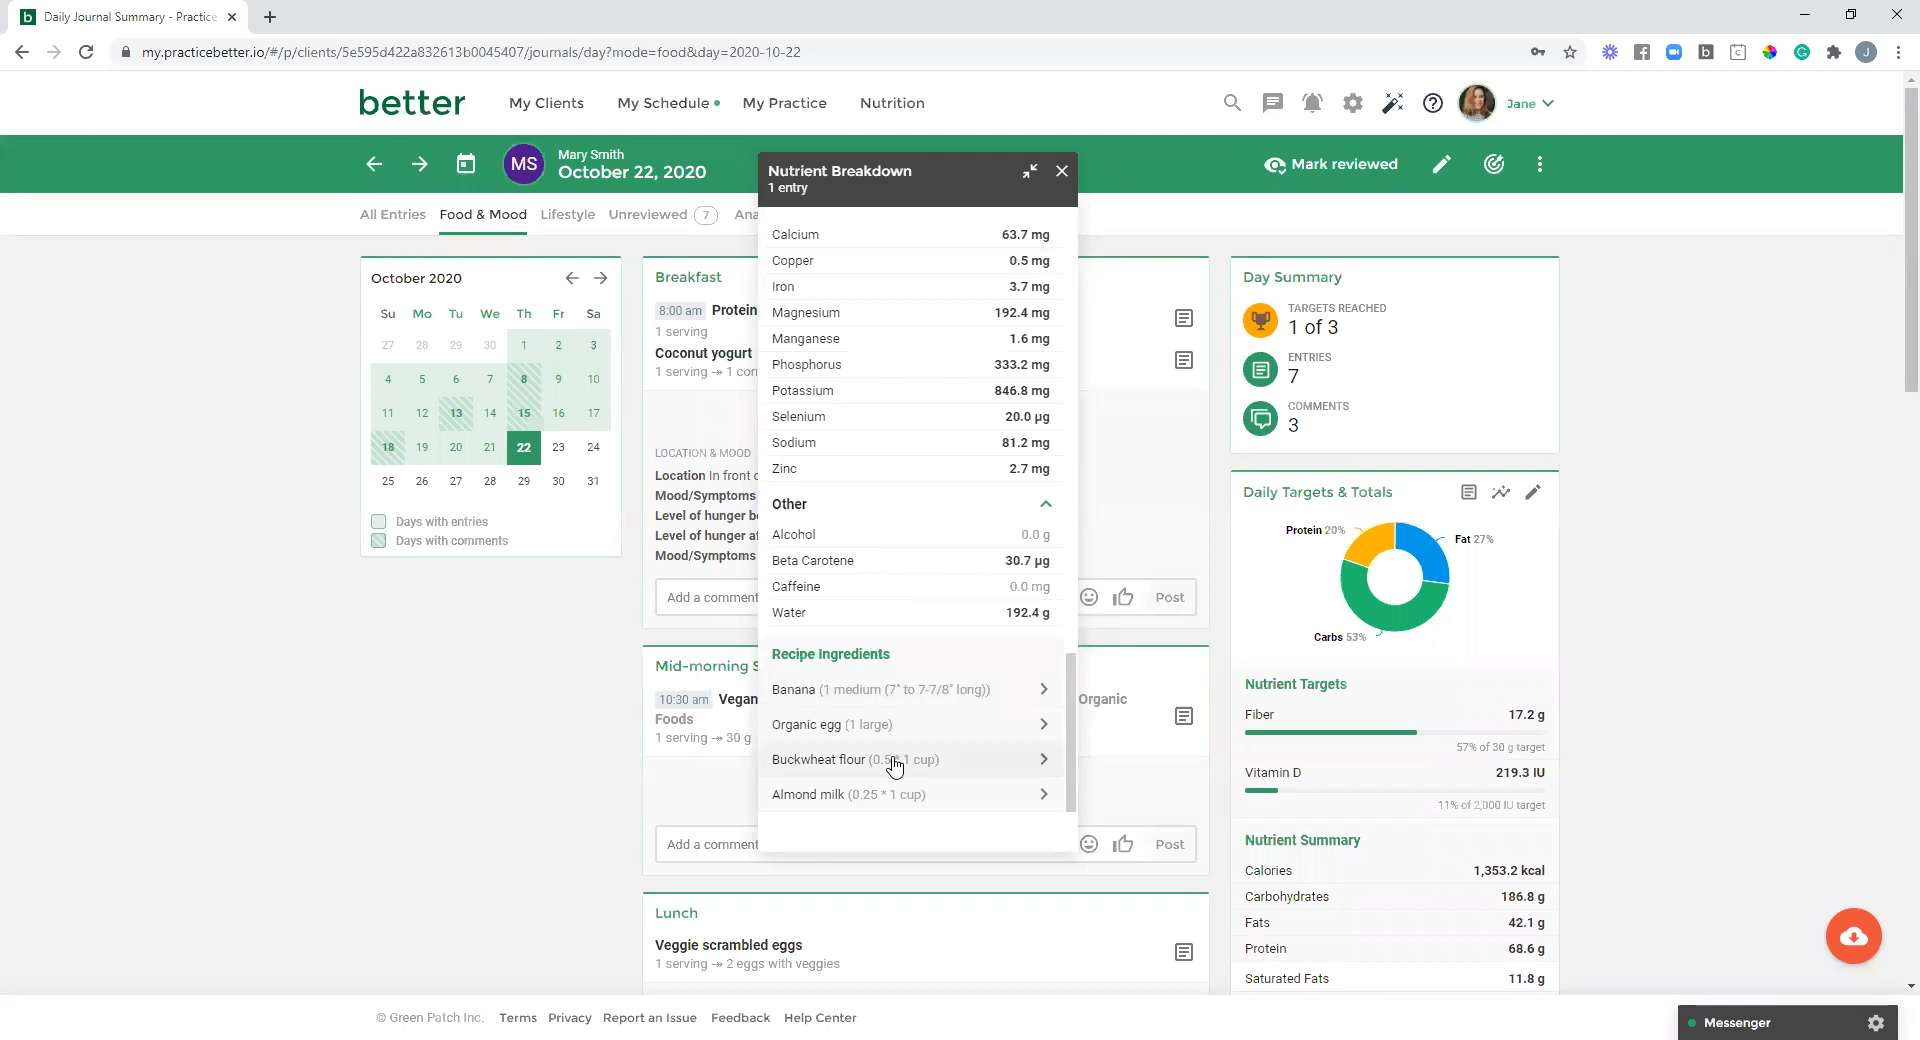 Daily Journal Summary - Practice
my.practicebetter.io/#/p/clients/5e595d422a832613b0045407/journals/day?mode=food&day=2020-10-22
better
My Clients
My Schedule
My Practice
Nutrition
Jane
MS
Mary Smith
October 22, 2020
Mark reviewed
All Entries
Food & Mood
Lifestyle
Unreviewed 7
October 2020
Su Mo Tu We Th Fr Sa
27 28 29 30 1 2 3
4 5 6 7 8 9 10
11 12 13 14 15 16 17
18 19 20 21 22 23 24
25 26 27 28 29 30 31
Days with entries
Days with comments
Breakfast
8:00 am Protein
1 serving
Coconut yogurt
1 serving
LOCATION & MOOD
Location In front
Mood/Symptoms
Level of hunger
Level of hunger
Mood/Symptoms
Add a comment
Post
Mid-morning
10:30 am Vegan
Organic
Foods
1 serving → 30 g
Add a comment
Post
Lunch
Veggie scrambled eggs
1 serving → 2 eggs with veggies
Nutrient Breakdown
1 entry
Calcium 63.7 mg
Copper 0.5 mg
Iron 3.7 mg
Magnesium 192.4 mg
Manganese 1.6 mg
Phosphorus 333.2 mg
Potassium 846.8 mg
Selenium 20.0 µg
Sodium 81.2 mg
Zinc 2.7 mg
Other
Alcohol 0.0 g
Beta Carotene 30.7 µg
Caffeine 0.0 mg
Water 192.4 g
Recipe Ingredients
Banana (1 medium (7" to 7-7/8" long))
Organic egg (1 large)
Buckwheat flour (0.5 * 1 cup)
Almond milk (0.25 * 1 cup)
Day Summary
TARGETS REACHED
1 of 3
ENTRIES
7
COMMENTS
3
Daily Targets & Totals
Protein 20%
Fat 27%
Carbs 53%
Nutrient Targets
Fiber 17.2 g
57% of 30 g target
Vitamin D 219.3 IU
11% of 2,000 IU target
Nutrient Summary
Calories 1,353.2 kcal
Carbohydrates 186.8 g
Fats 42.1 g
Protein 68.6 g
Saturated Fats 11.8 g
© Green Patch Inc.
Terms
Privacy
Report an Issue
Feedback
Help Center
Messenger